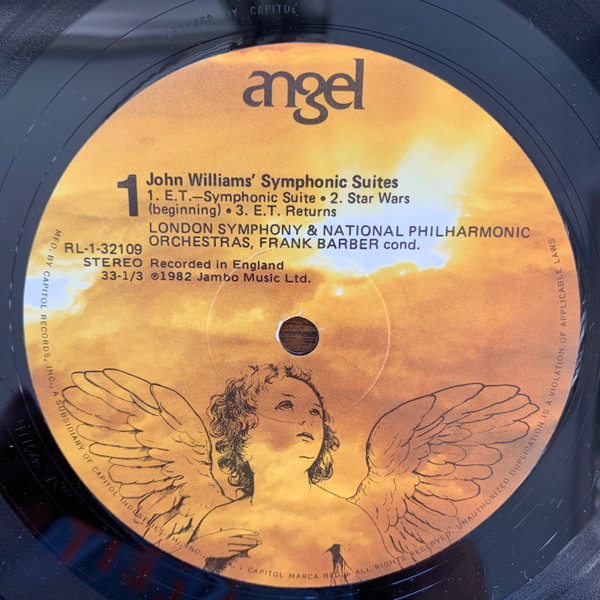 angel
1
John Williams' Symphonic Suites
1. E.T.—Symphonic Suite • 2. Star Wars
(beginning) • 3. E.T. Returns
LONDON SYMPHONY & NATIONAL PHILHARMONIC
ORCHESTRAS, FRANK BARBER cond.
RL-1-32109
STEREO Recorded in England
33-1/3 ℗1982 Jambo Music Ltd.
MFD. BY CAPITOL RECORDS, INC., A SUBSIDIARY OF CAPITOL INDUSTRIES • CAPITOL MARCA REG. ALL RIGHTS RESERVED. UNAUTHORIZED DUPLICATION IS A VIOLATION OF APPLICABLE LAWS
BY CAPITOL